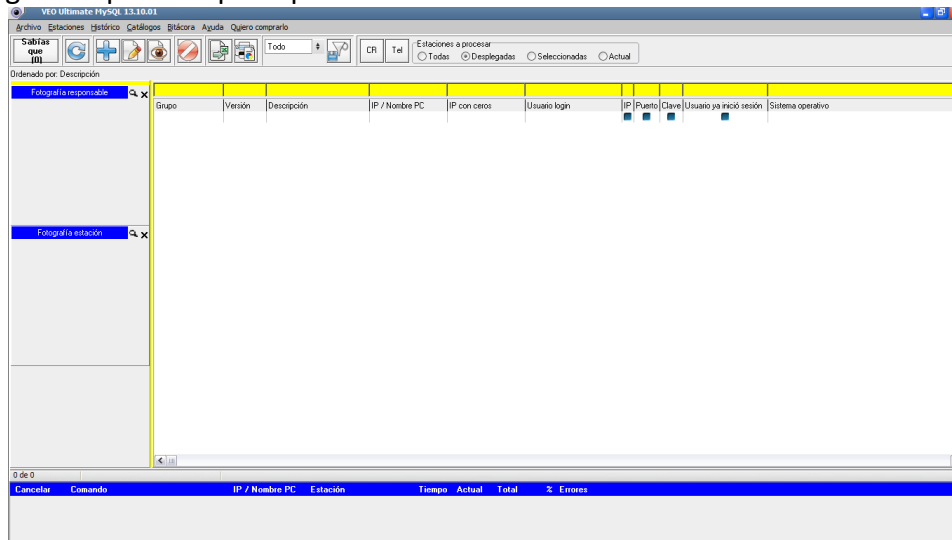 VEO Ultimate MySQL 13.10.01
Archivo Estaciones Histórico Catálogos Bitácora Ayuda Quiero comprarlo
Sabías que (0)
Todo
CR Tel
Estaciones a procesar
Todas Desplegadas Seleccionadas Actual
Ordenado por: Descripción
Fotografía responsable
Grupo Versión Descripción IP / Nombre PC IP con ceros Usuario login IP Puerto Clave Usuario ya inició sesión Sistema operativo
Fotografía estación
0 de 0
Cancelar Comando IP / Nombre PC Estación Tiempo Actual Total % Errores